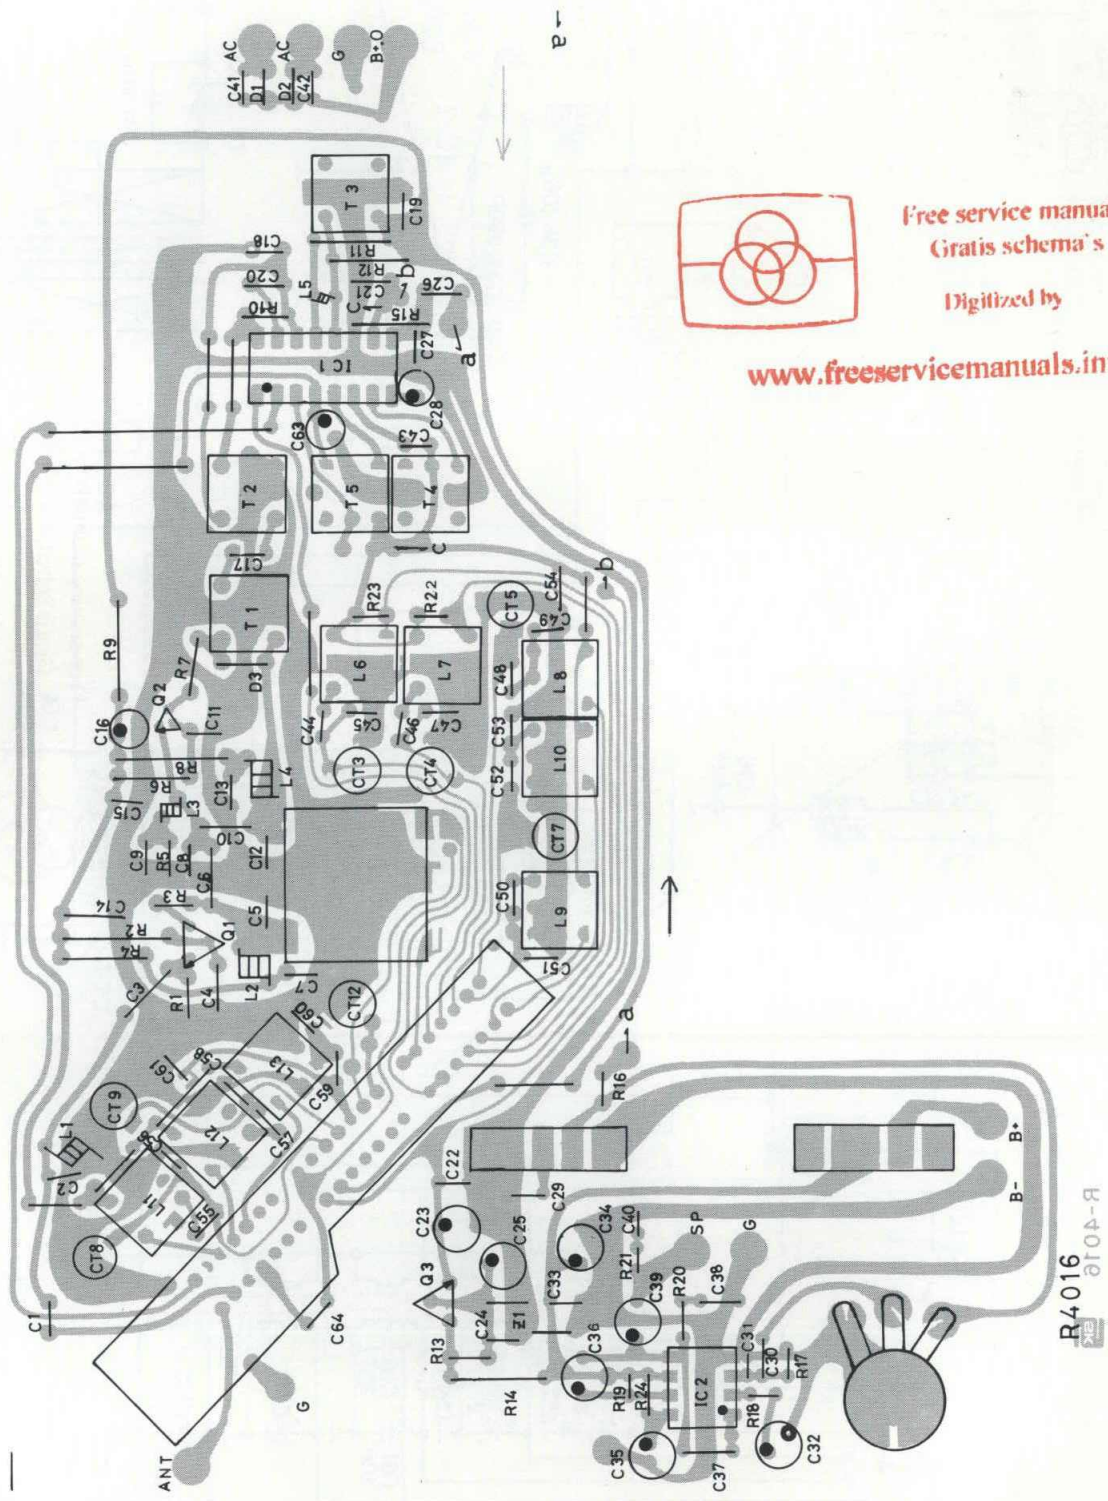 C41
AC
D1
D2
AC
C42
G
B+,0
→a
T 3
C19
C18
R11
R12
C20
L5
C21
C
b
C26
R10
R15
a
C27
IC 1
C28
C63
C43
T 2
T 5
T 4
C17
C
T 1
R23
R22
CT5
C54
b
C49
R9
R7
D3
L 6
L 7
C48
L 8
Q2
C16
C11
C44
C45
C46
C47
C53
R8
R6
CT3
CT4
C52
L10
C15
L3
C13
L4
C10
CT7
C9
R5
C8
C6
C12
C14
R3
C5
C50
L9
R2
R4
Q1
C3
R1
C4
L2
C7
CT12
C51
C60
→a
C61
C58
L13
C59
R16
CT9
L1
C56
L12
C57
C2
L11
C55
C22
C29
B+
B-
CT8
C23
C25
C34
C40
SP
G
R21
C1
Q3
C33
C39
R20
C38
C64
C24
Z1
C36
R13
C31
C30
R17
G
R14
R19
R24
IC 2
R18
ANT
C35
C37
C32
R4016
R-4016
Free service manua
Gratis schema's
Digitized by
www.freeservicemanuals.in